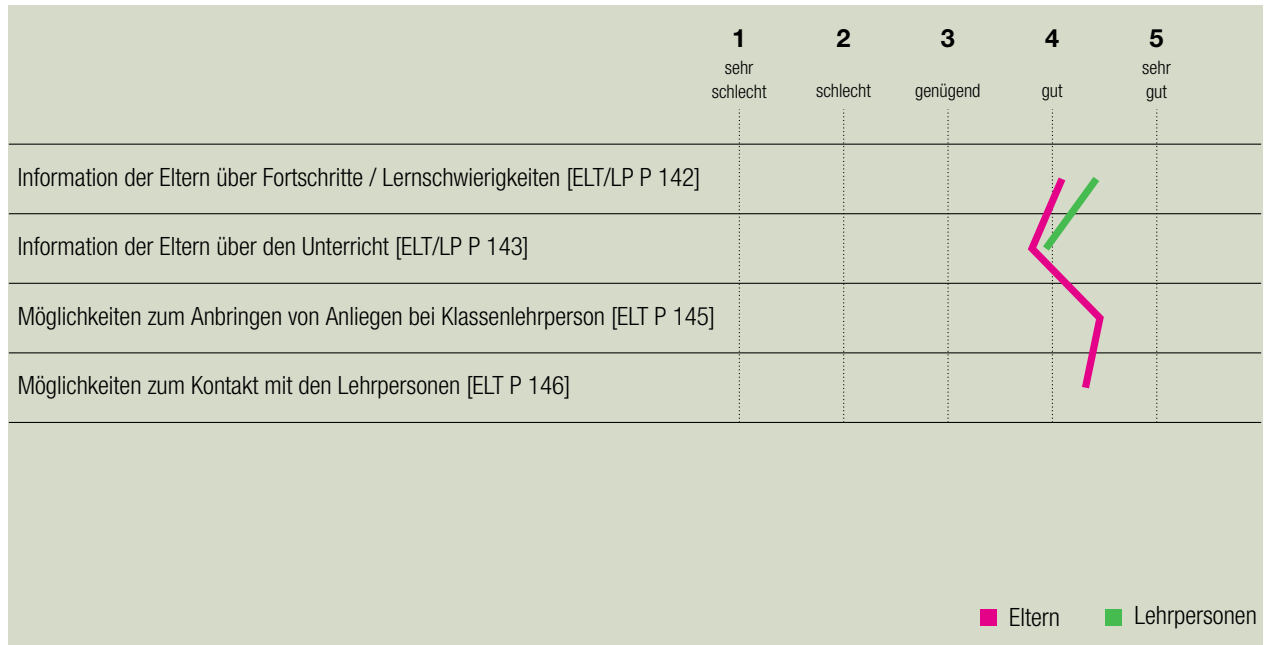 1 2 3 4 5
sehr schlecht schlecht genügend gut sehr gut
Information der Eltern über Fortschritte / Lernschwierigkeiten [ELT/LP P 142]
Information der Eltern über den Unterricht [ELT/LP P 143]
Möglichkeiten zum Anbringen von Anliegen bei Klassenlehrperson [ELT P 145]
Möglichkeiten zum Kontakt mit den Lehrpersonen [ELT P 146]
Eltern Lehrpersonen